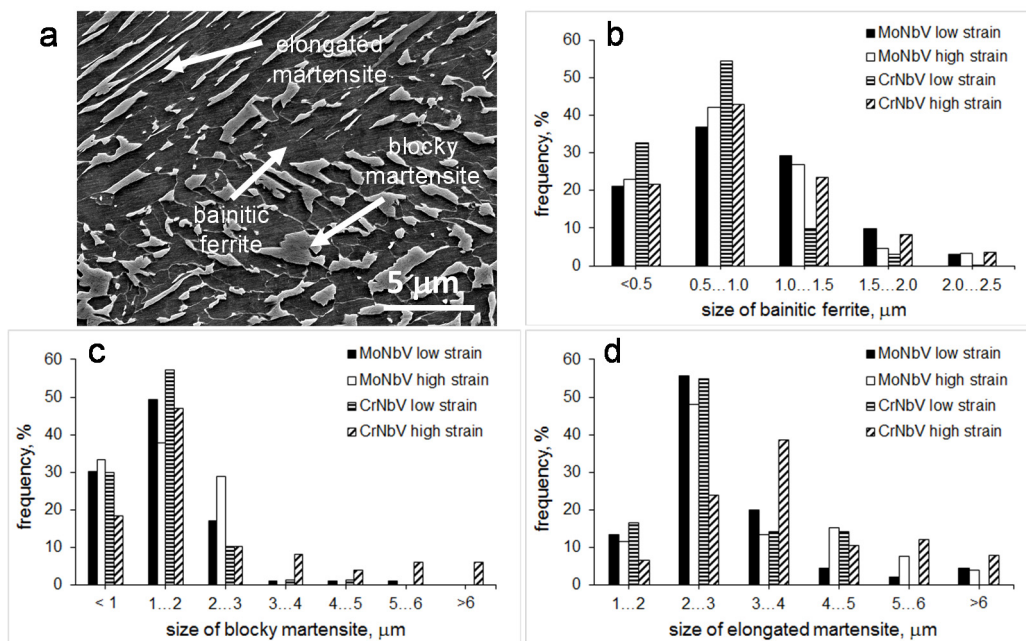 a
elongated
martensite
blocky
martensite
bainitic
ferrite
5 μm
b
MoNbV low strain
MoNbV high strain
CrNbV low strain
CrNbV high strain
frequency, %
60
50
40
30
20
10
0
<0.5
0.5…1.0
1.0…1.5
1.5…2.0
2.0…2.5
size of bainitic ferrite, μm
c
MoNbV low strain
MoNbV high strain
CrNbV low strain
CrNbV high strain
frequency, %
60
50
40
30
20
10
0
< 1
1…2
2…3
3…4
4…5
5…6
>6
size of blocky martensite, μm
d
MoNbV low strain
MoNbV high strain
CrNbV low strain
CrNbV high strain
frequency, %
60
50
40
30
20
10
0
1…2
2…3
3…4
4…5
5…6
>6
size of elongated martensite, μm